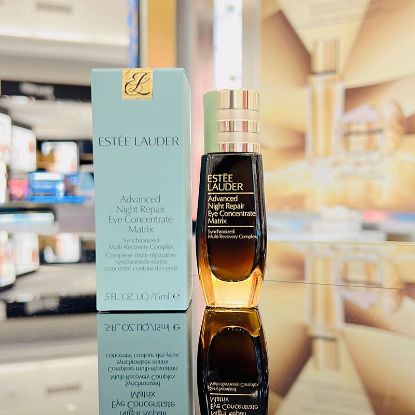 ESTĒE LAUDER
Advanced
Night Repair
Eye Concentrate
Matrix
Synchronized
Multi-Recovery Complex
Complexe multi-réparation
synchronisée matrix
concentré contour des yeux
.5 FL.OZ.LIQ./15ml e
ESTĒE
LAUDER
Advanced
Night Repair
Eye Concentrate
Matrix
Synchronized
Multi-Recovery Complex